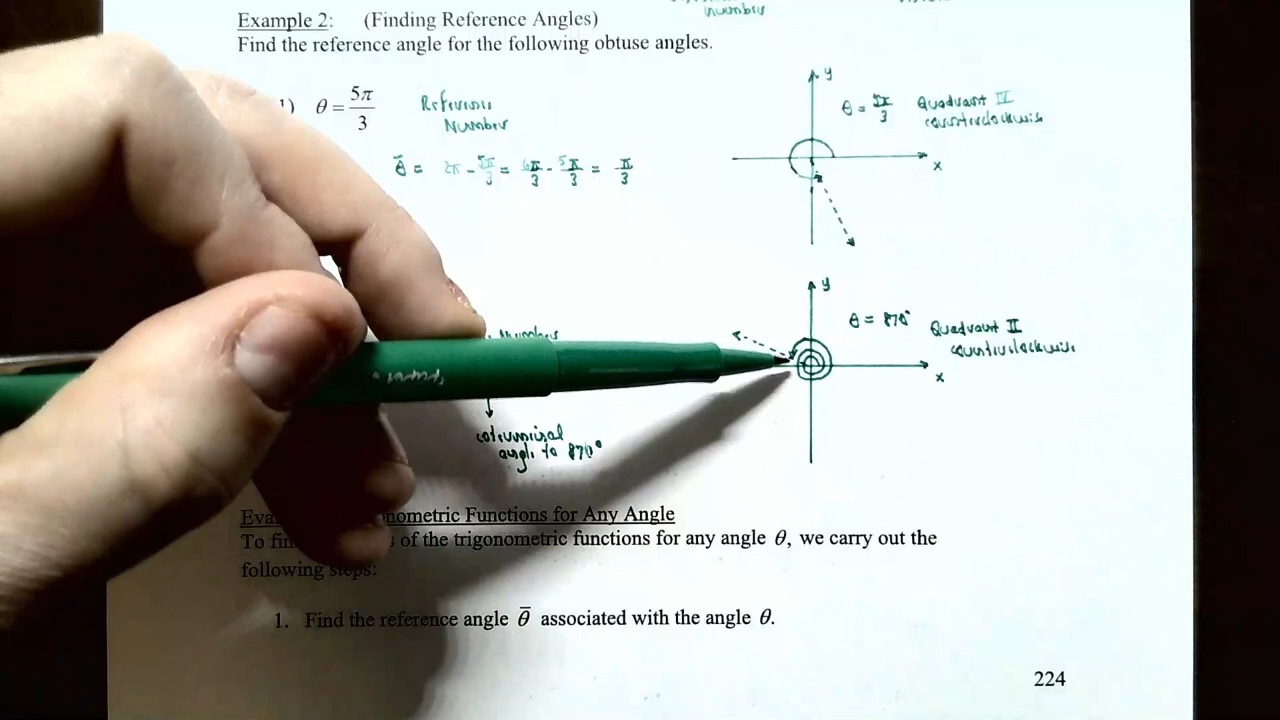 number
Example 2: (Finding Reference Angles)
Find the reference angle for the following obtuse angles.
1) θ = 5π/3
Reference
Number
θ̄ = 2π - 5π/3 = 6π/3 - 5π/3 = π/3
y
θ = 5π/3
Quadrant IV
counterclockwise
x
Number
y
θ = 870°
Quadrant II
counterclockwise
x
coterminal
angle to 870°
nometric Functions for Any Angle
of the trigonometric functions for any angle θ, we carry out the
following steps:
1. Find the reference angle θ̄ associated with the angle θ.
224